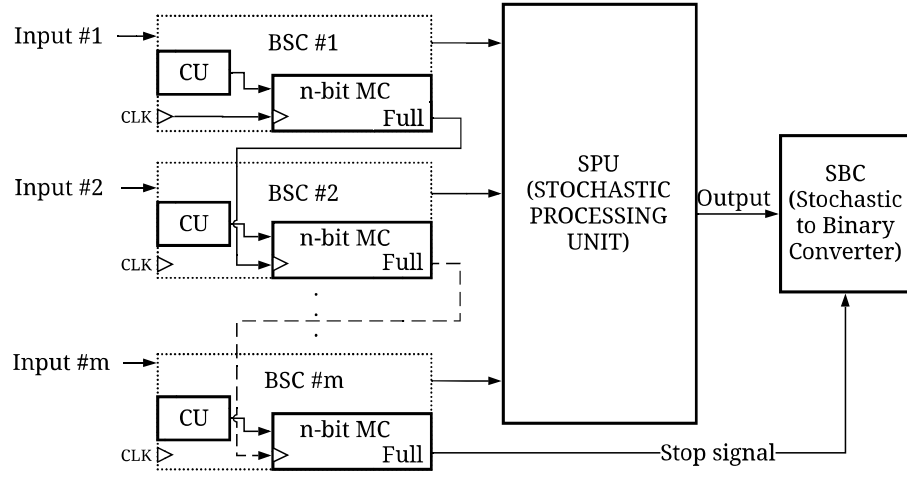 Input #1
BSC #1
CU
n-bit MC
CLK
Full
Input #2
BSC #2
CU
n-bit MC
CLK
Full
Input #m
BSC #m
CU
n-bit MC
CLK
Full
SPU
(STOCHASTIC
PROCESSING
UNIT)
Output
SBC
(Stochastic
to Binary
Converter)
Stop signal